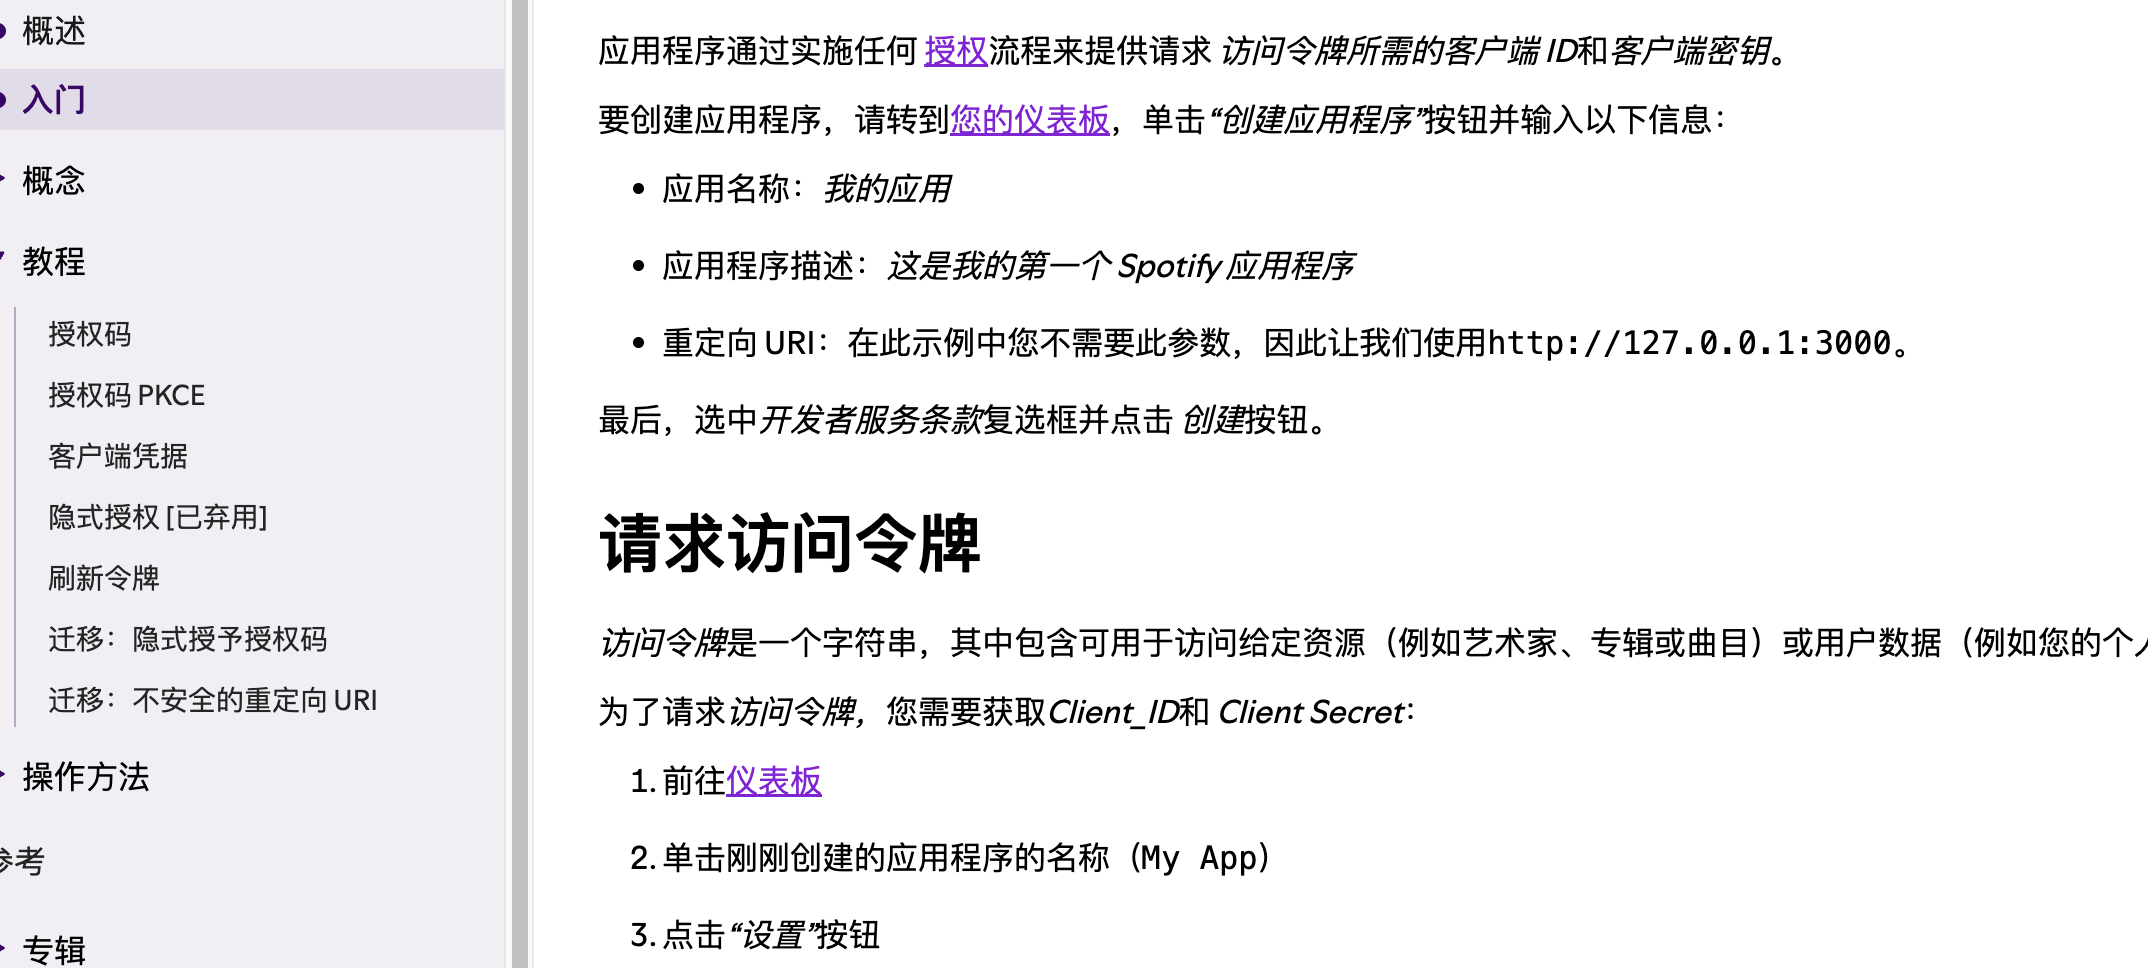 概述
入门
概念
教程
授权码
授权码 PKCE
客户端凭据
隐式授权 [已弃用]
刷新令牌
迁移：隐式授予授权码
迁移：不安全的重定向 URI
操作方法
参考
专辑
应用程序通过实施任何 授权流程来提供请求 访问令牌所需的客户端 ID和客户端密钥。
要创建应用程序，请转到您的仪表板，单击“创建应用程序”按钮并输入以下信息：
应用名称：我的应用
应用程序描述：这是我的第一个 Spotify 应用程序
重定向 URI：在此示例中您不需要此参数，因此让我们使用http://127.0.0.1:3000。
最后，选中开发者服务条款复选框并点击 创建按钮。
请求访问令牌
访问令牌是一个字符串，其中包含可用于访问给定资源（例如艺术家、专辑或曲目）或用户数据（例如您的个人
为了请求访问令牌，您需要获取Client_ID和 Client Secret：
1. 前往仪表板
2. 单击刚刚创建的应用程序的名称（My App）
3. 点击“设置”按钮